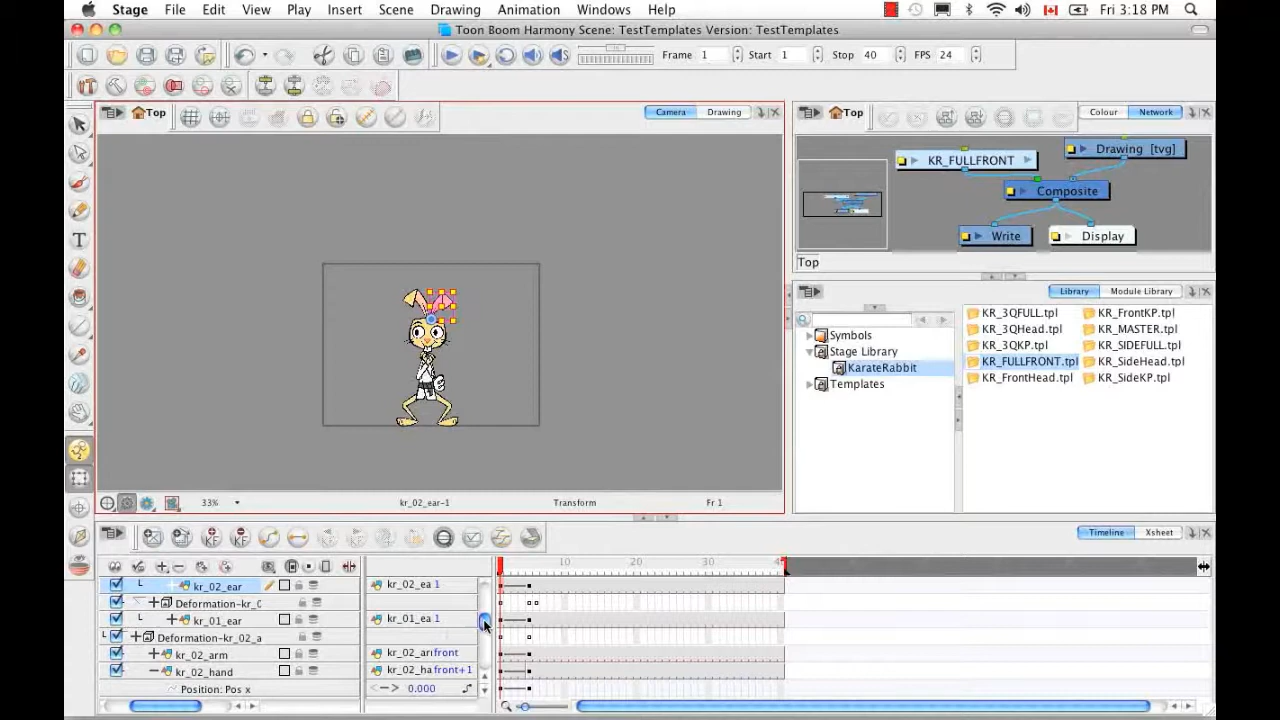 Stage File Edit View Play Insert Scene Drawing Animation Windows Help Fri 3:18 PM
Toon Boom Harmony Scene: TestTemplates Version: TestTemplates
Frame 1 Start 1 Stop 40 FPS 24
Top Camera Drawing
Top Colour Network
KR_FULLFRONT Drawing [tvg]
Composite
Write Display
Top
Library Module Library
Symbols
Stage Library
KarateRabbit
Templates
KR_3QFULL.tpl KR_FrontKP.tpl
KR_3QHead.tpl KR_MASTER.tpl
KR_3QKP.tpl KR_SIDEFULL.tpl
KR_FULLFRONT.tpl KR_SideHead.tpl
KR_FrontHead.tpl KR_SideKP.tpl
33% kr_02_ear-1 Transform Fr 1
Timeline Xsheet
10 20 30
kr_02_ear kr_02_ea 1
Deformation-kr_0
kr_01_ear kr_01_ea 1
Deformation-kr_02_a
kr_02_arm kr_02_arı front
kr_02_hand kr_02_ha front+1
Position: Pos x 0.000